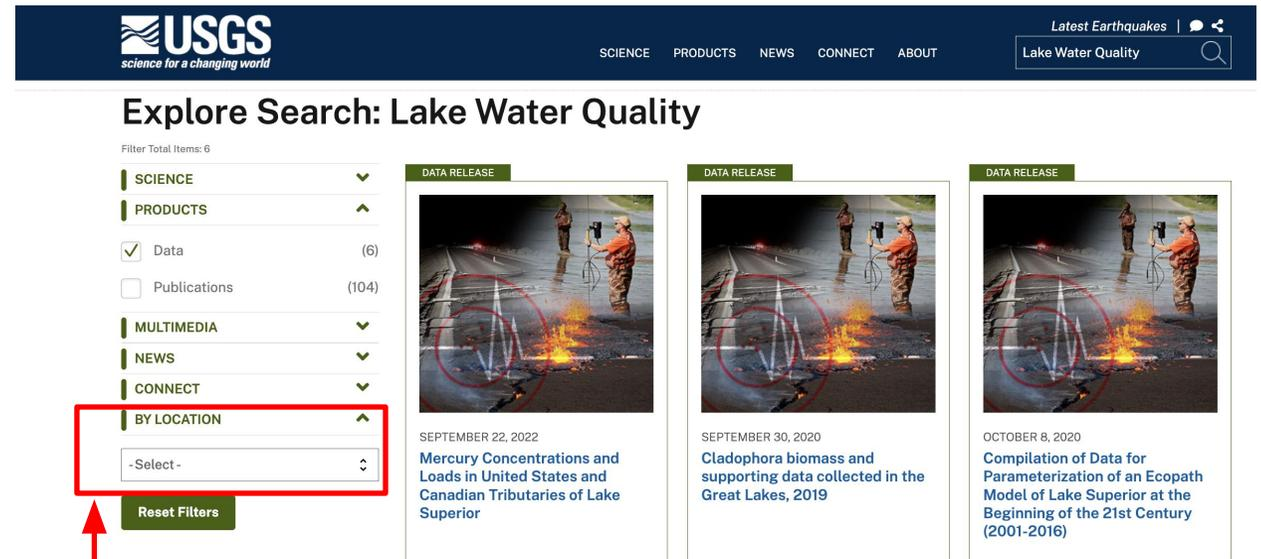 USGS
science for a changing world
Latest Earthquakes |
SCIENCE PRODUCTS NEWS CONNECT ABOUT
Lake Water Quality
Explore Search: Lake Water Quality
Filter Total Items: 6
SCIENCE
PRODUCTS
Data (6)
Publications (104)
MULTIMEDIA
NEWS
CONNECT
BY LOCATION
- Select -
Reset Filters
DATA RELEASE
SEPTEMBER 22, 2022
Mercury Concentrations and
Loads in United States and
Canadian Tributaries of Lake
Superior
DATA RELEASE
SEPTEMBER 30, 2020
Cladophora biomass and
supporting data collected in the
Great Lakes, 2019
DATA RELEASE
OCTOBER 8, 2020
Compilation of Data for
Parameterization of an Ecopath
Model of Lake Superior at the
Beginning of the 21st Century
(2001-2016)